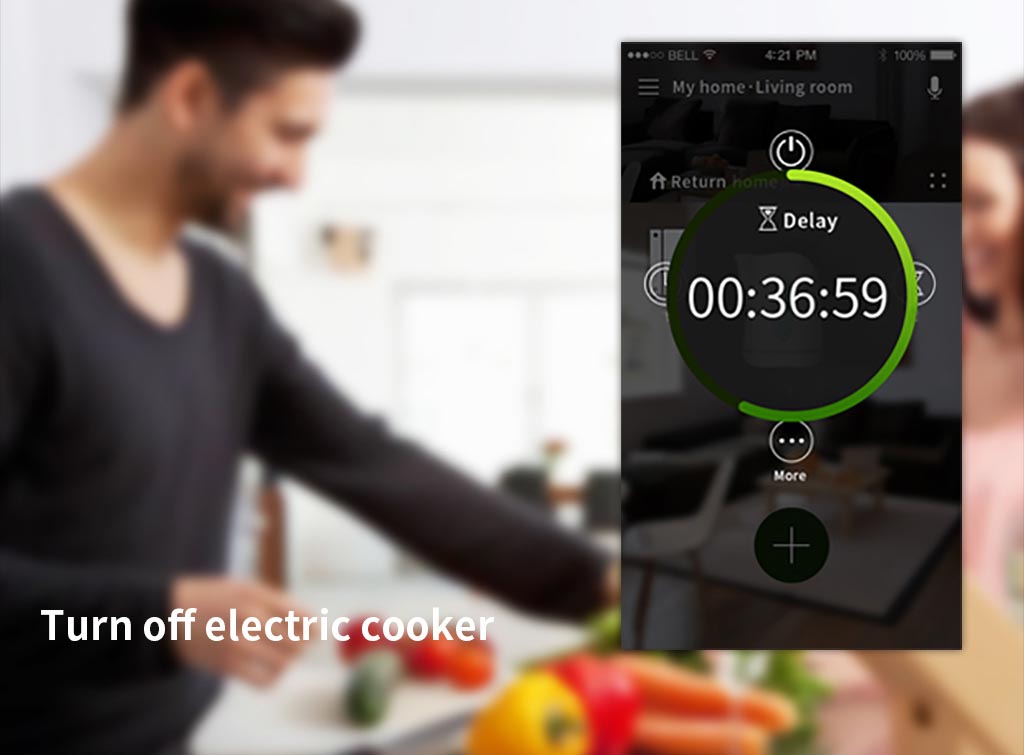 BELL 4:21 PM 100%
My home·Living room
Return home
Delay
00:36:59
More
Turn off electric cooker